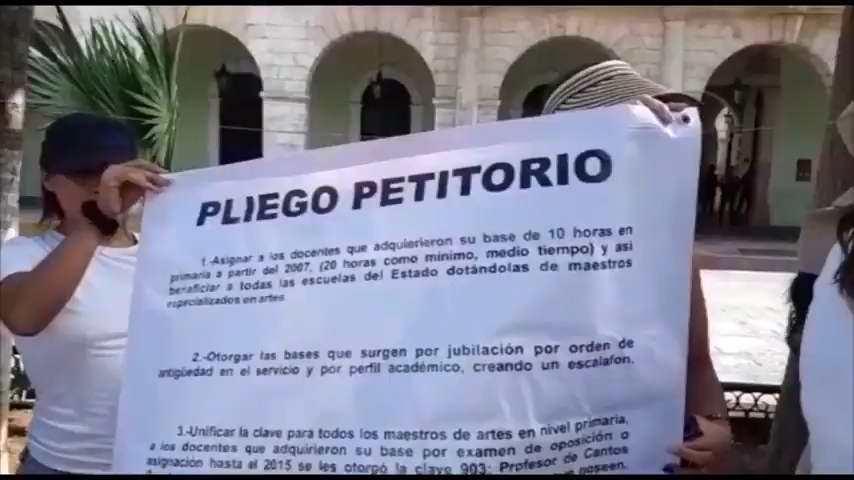 PLIEGO PETITORIO
1.-Asignar a los docentes que adquierieron su base de 10 horas en
primaria a partir del 2007, (20 horas como mínimo, medio tiempo) y asi
beneficiar a todas las escuelas del Estado dotándolas de maestros
especializados en artes
2.-Otorgar las bases que surgen por jubilación por orden de
antigüedad en el servicio y por perfil académico, creando un escalafon.
3.-Unificar la clave para todos los maestros de artes en nivel primaria,
a los docentes que adquirieron su base por examen de oposición o
asignación hasta el 2015 se les otorgó la clave 903: Profesor de Cantos
que poseen.